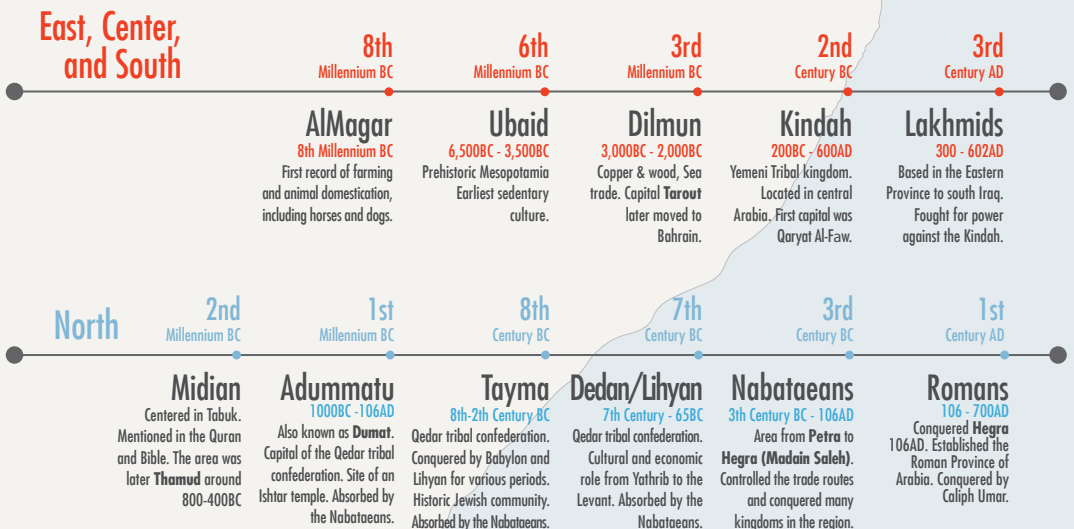 East, Center,
and South
8th
Millennium BC
6th
Millennium BC
3rd
Millennium BC
2nd
Century BC
3rd
Century AD
AlMagar
8th Millennium BC
First record of farming
and animal domestication,
including horses and dogs.
Ubaid
6,500BC - 3,500BC
Prehistoric Mesopotamia
Earliest sedentary
culture.
Dilmun
3,000BC - 2,000BC
Copper & wood, Sea
trade. Capital Tarout
later moved to
Bahrain.
Kindah
200BC - 600AD
Yemeni Tribal kingdom.
Located in central
Arabia. First capital was
Qaryat Al-Faw.
Lakhmids
300 - 602AD
Based in the Eastern
Province to south Iraq.
Fought for power
against the Kindah.
North
2nd
Millennium BC
1st
Millennium BC
8th
Century BC
7th
Century BC
3rd
Century BC
1st
Century AD
Midian
Centered in Tabuk.
Mentioned in the Quran
and Bible. The area was
later Thamud around
800-400BC
Adummatu
1000BC -106AD
Also known as Dumat.
Capital of the Qedar tribal
confederation. Site of an
Ishtar temple. Absorbed by
the Nabataeans.
Tayma
8th-2th Century BC
Qedar tribal confederation.
Conquered by Babylon and
Lihyan for various periods.
Historic Jewish community.
Absorbed by the Nabataeans.
Dedan/Lihyan
7th Century - 65BC
Qedar tribal confederation.
Cultural and economic
role from Yathrib to the
Levant. Absorbed by the
Nabataeans.
Nabataeans
3th Century BC - 106AD
Area from Petra to
Hegra (Madain Saleh).
Controlled the trade routes
and conquered many
kingdoms in the region.
Romans
106 - 700AD
Conquered Hegra
106AD. Established the
Roman Province of
Arabia. Conquered by
Caliph Umar.